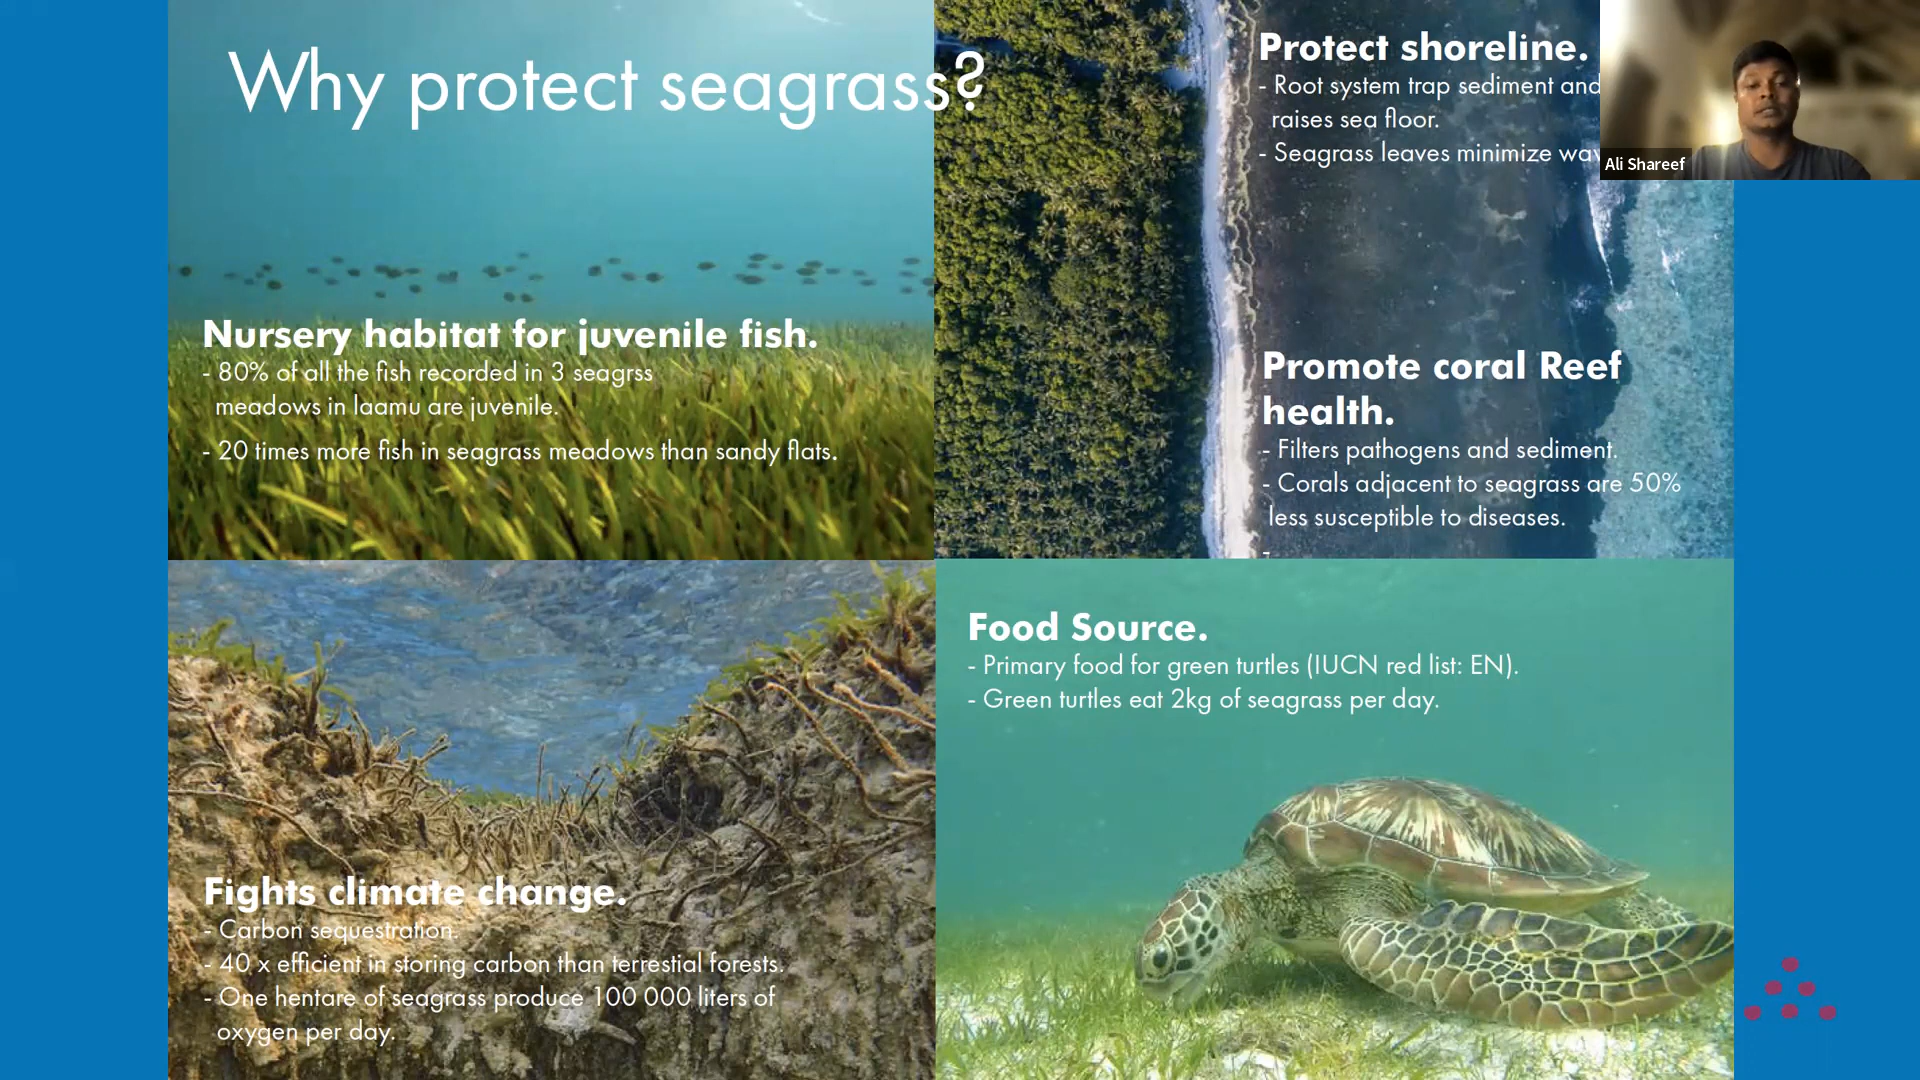 Why protect seagrass?
Nursery habitat for juvenile fish.
- 80% of all the fish recorded in 3 seagrss
meadows in laamu are juvenile.
- 20 times more fish in seagrass meadows than sandy flats.
Protect shoreline.
- Root system trap sediment and
raises sea floor.
- Seagrass leaves minimize
Ali Shareef
Promote coral Reef
health.
- Filters pathogens and sediment.
- Corals adjacent to seagrass are 50%
less susceptible to diseases.
-
Fights climate change.
- Carbon sequestration.
- 40 x efficient in storing carbon than terrestial forests.
- One hentare of seagrass produce 100 000 liters of
oxygen per day.
Food Source.
- Primary food for green turtles (IUCN red list: EN).
- Green turtles eat 2kg of seagrass per day.